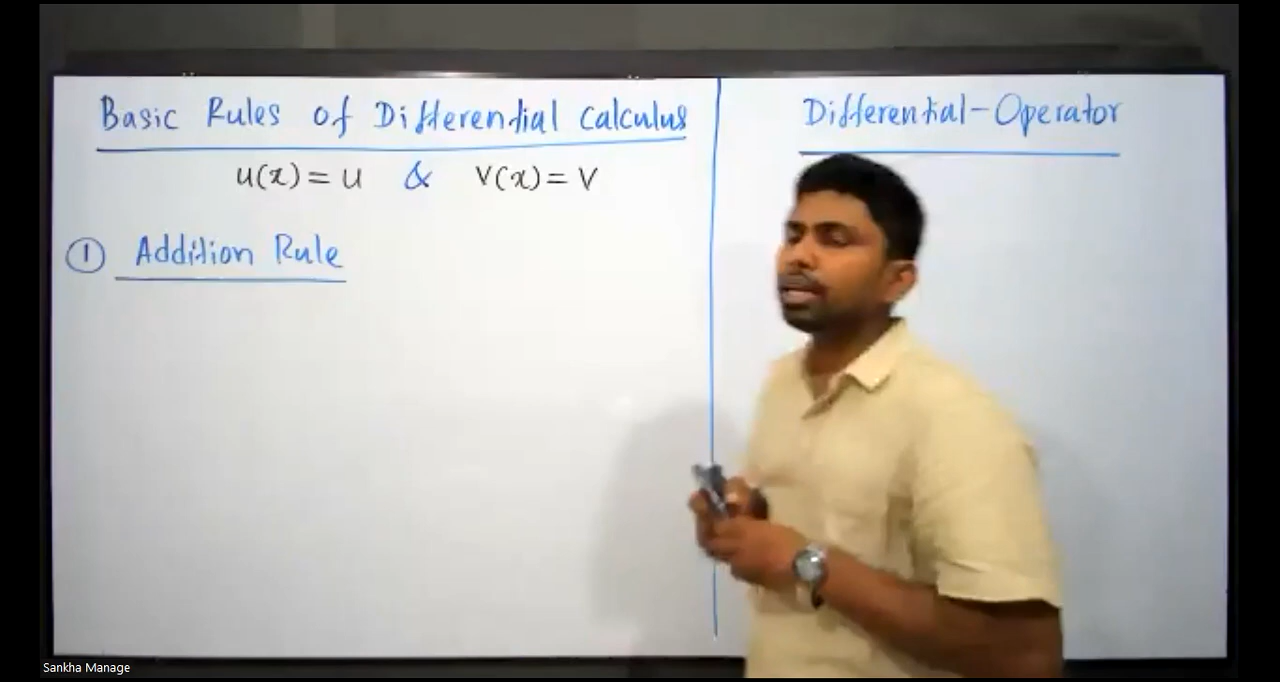 Basic Rules of Differential Calculus
u(x) = u & v(x) = v
① Addition Rule
Differential-Operator
Sankha Manage